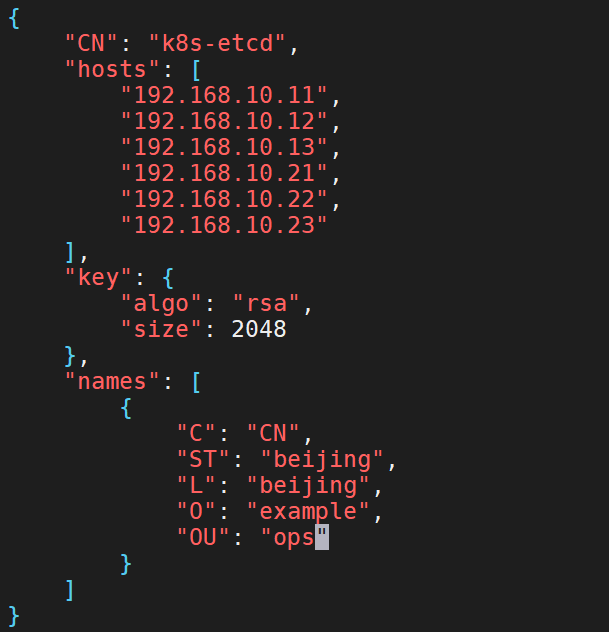 {
    "CN": "k8s-etcd",
    "hosts": [
        "192.168.10.11",
        "192.168.10.12",
        "192.168.10.13",
        "192.168.10.21",
        "192.168.10.22",
        "192.168.10.23"
    ],
    "key": {
        "algo": "rsa",
        "size": 2048
    },
    "names": [
        {
            "C": "CN",
            "ST": "beijing",
            "L": "beijing",
            "O": "example",
            "OU": "ops"
        }
    ]
}